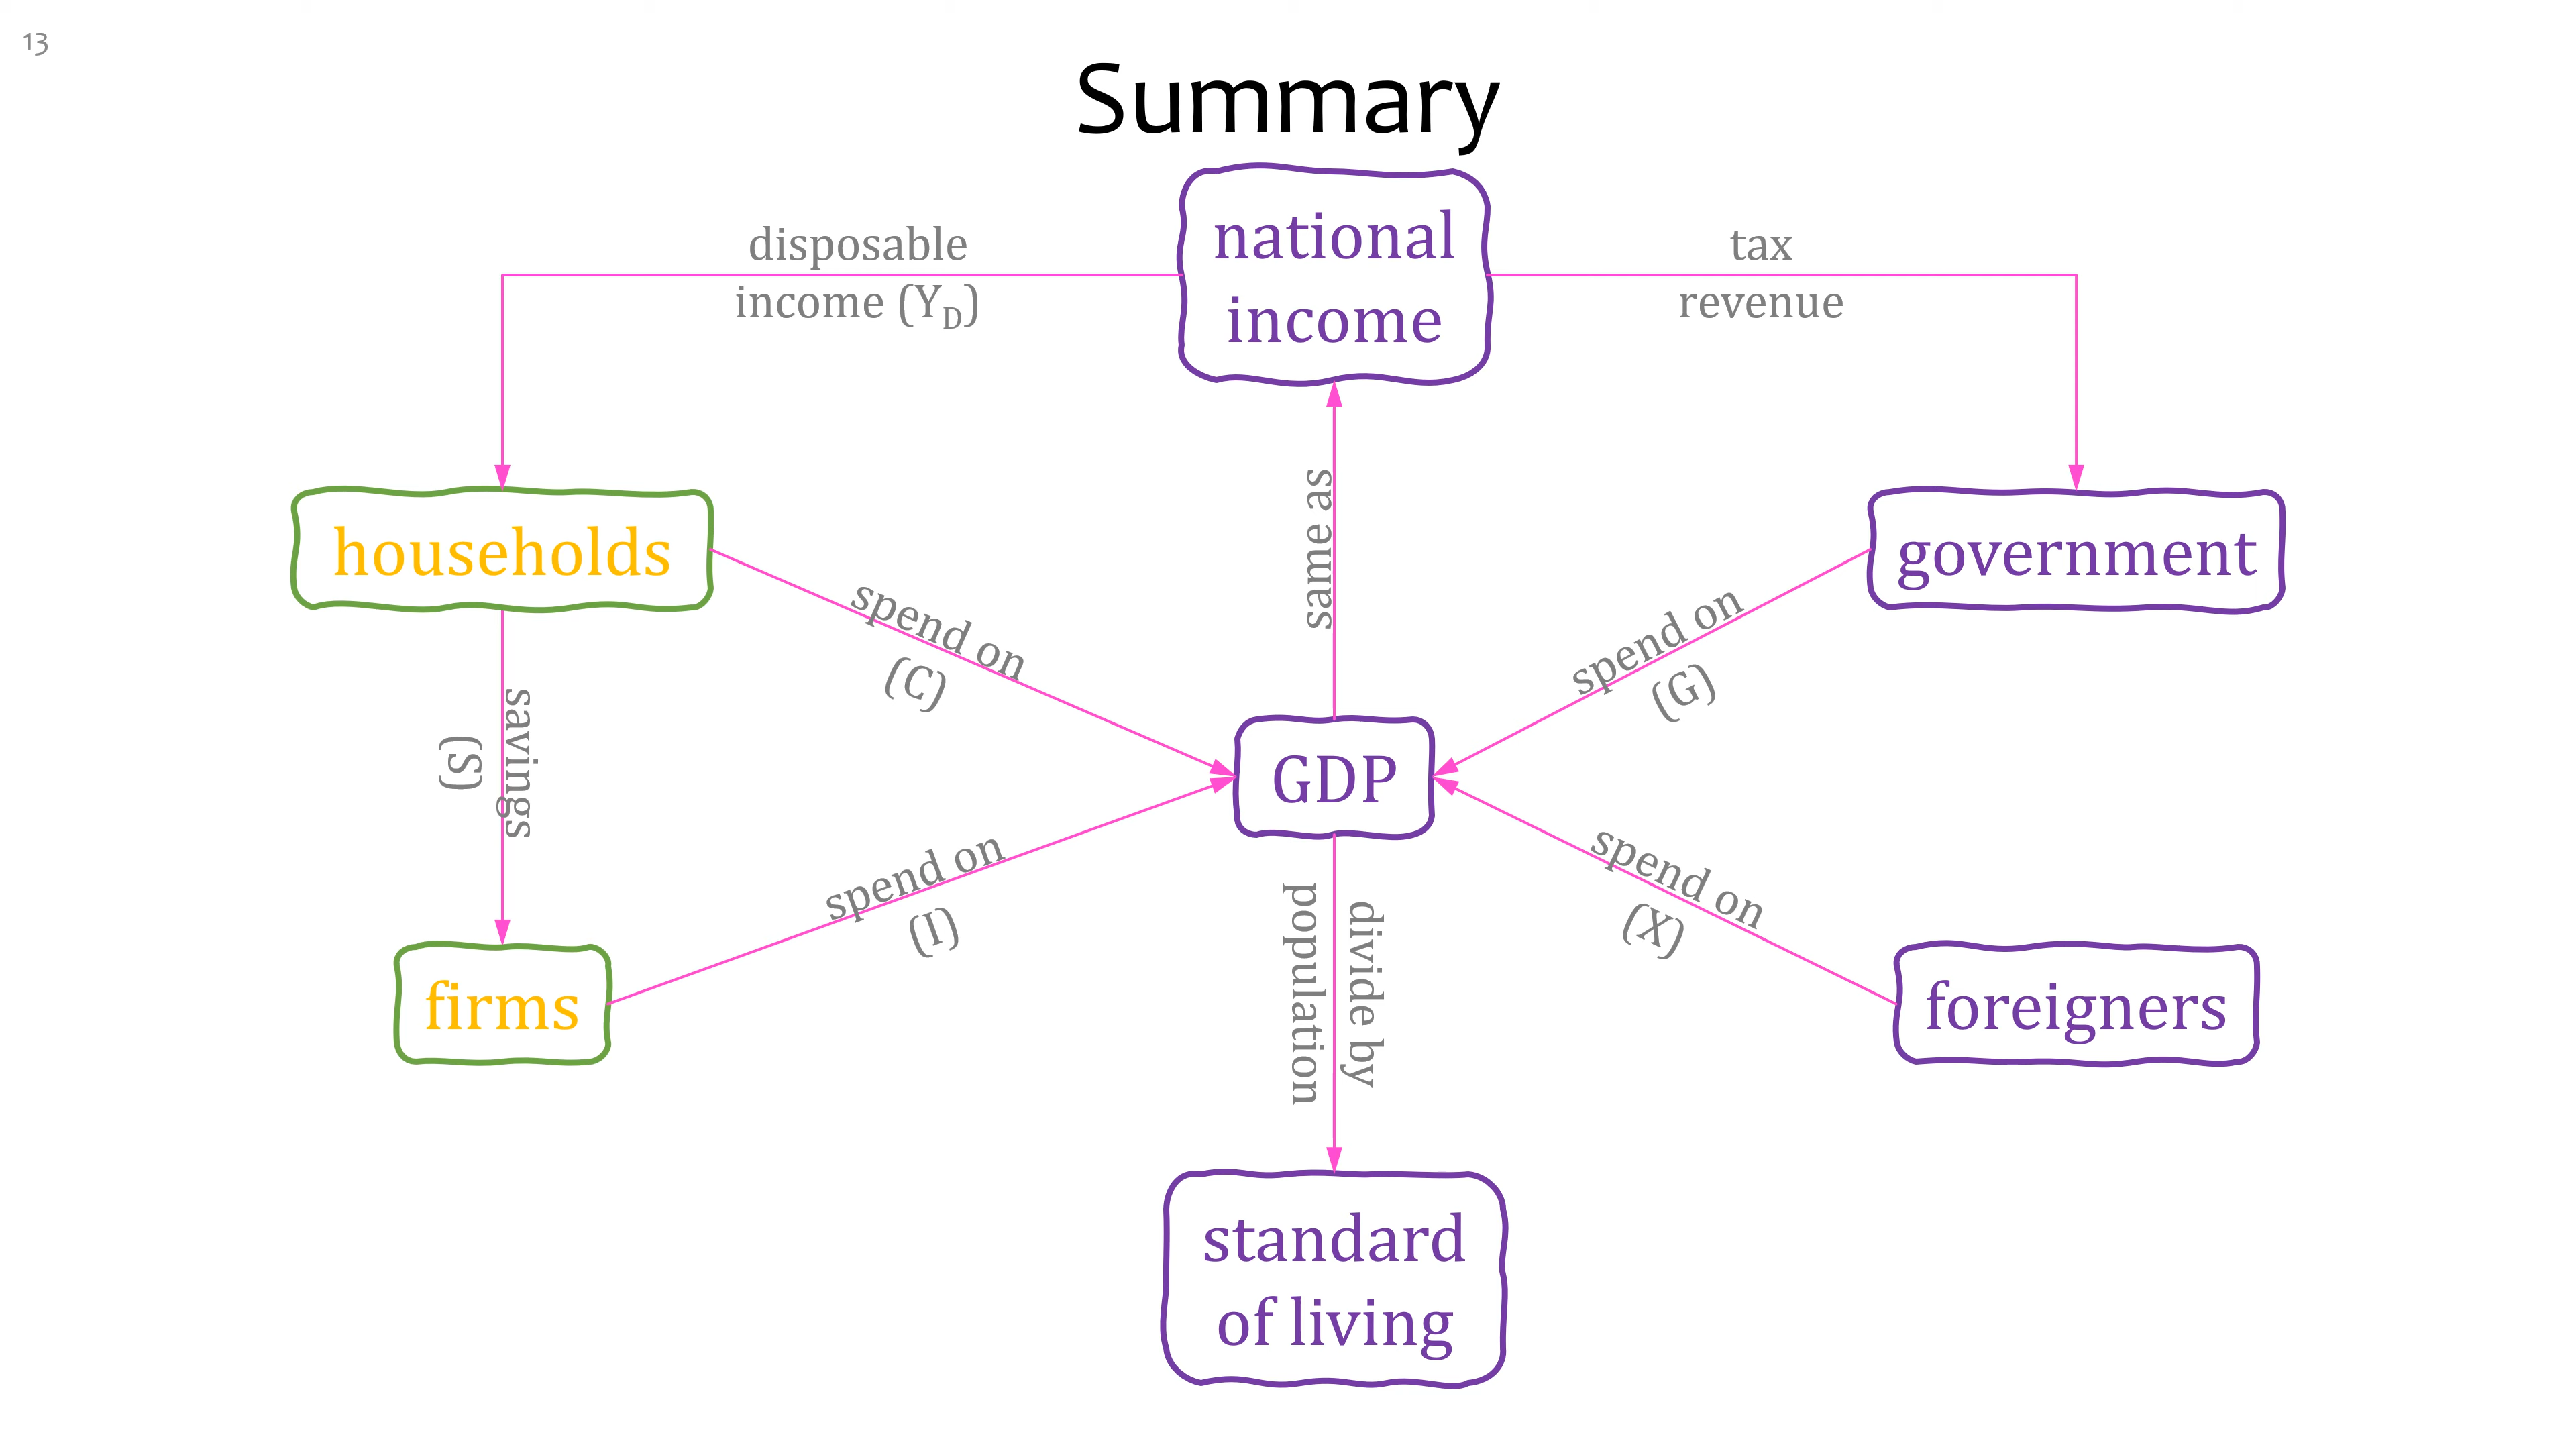 13
Summary
national
income
disposable
income (Y_D)
tax
revenue
same as
households
government
spend on
(C)
spend on
(G)
savings
(S)
GDP
spend on
(I)
spend on
(X)
divide by
population
firms
foreigners
standard
of living